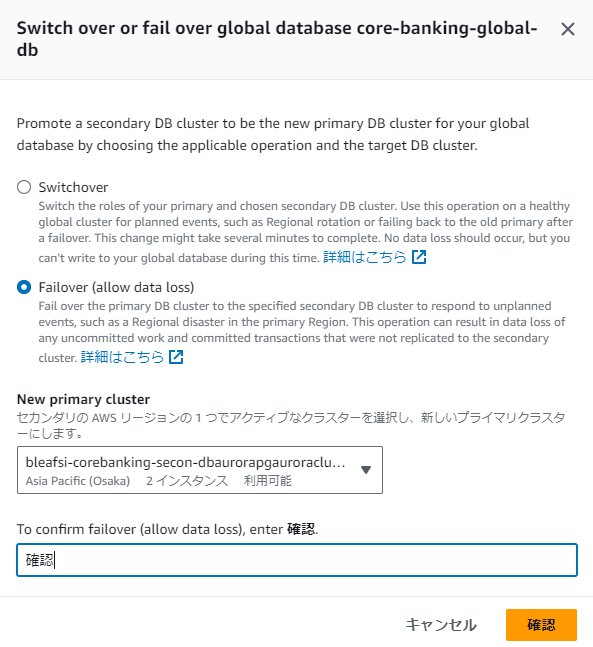 Switch over or fail over global database core-banking-global-
db
Promote a secondary DB cluster to be the new primary DB cluster for your global
database by choosing the applicable operation and the target DB cluster.
Switchover
Switch the roles of your primary and chosen secondary DB cluster. Use this operation on a healthy
global cluster for planned events, such as Regional rotation or failing back to the old primary after
a failover. This change might take several minutes to complete. No data loss should occur, but you
can't write to your global database during this time. 詳細はこちら
Failover (allow data loss)
Fail over the primary DB cluster to the specified secondary DB cluster to respond to unplanned
events, such as a Regional disaster in the primary Region. This operation can result in data loss of
any uncommitted work and committed transactions that were not replicated to the secondary
cluster. 詳細はこちら
New primary cluster
セカンダリの AWS リージョンの 1 つでアクティブなクラスターを選択し、新しいプライマリクラスタ
ーにします。
bleafsi-corebanking-secon-dbaurorapgauroraclu...
Asia Pacific (Osaka) 2 インスタンス 利用可能
To confirm failover (allow data loss), enter 確認.
確認
キャンセル 確認